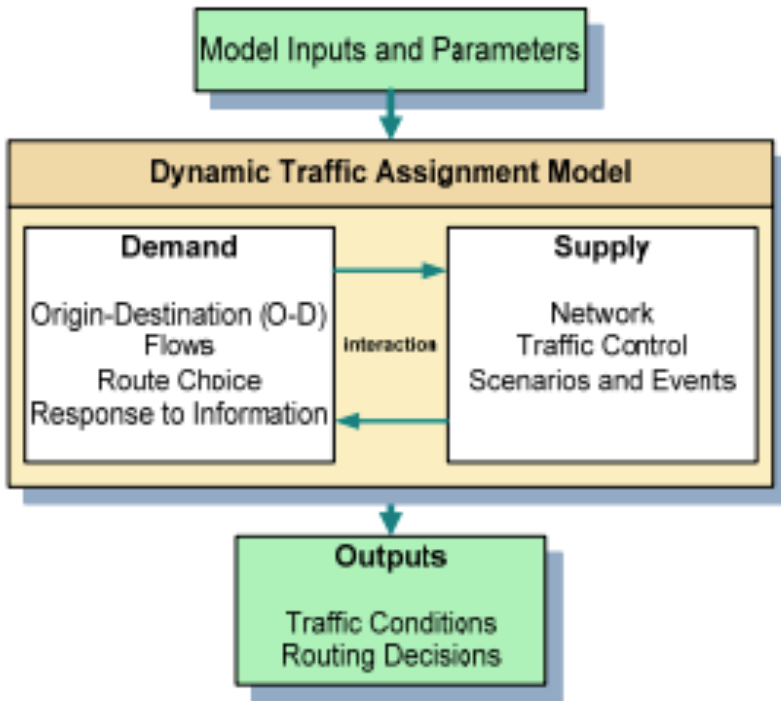 Model Inputs and Parameters
Dynamic Traffic Assignment Model
Demand
Origin-Destination (O-D)
Flows
Route Choice
Response to Information
interaction
Supply
Network
Traffic Control
Scenarios and Events
Outputs
Traffic Conditions
Routing Decisions